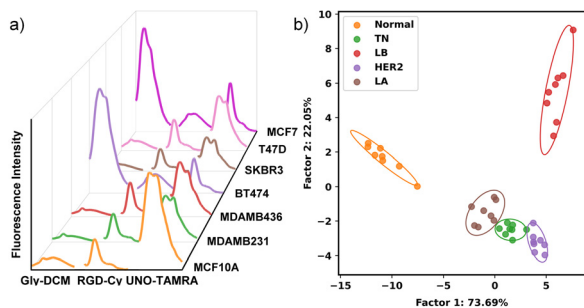 a)
Fluorescence Intensity
MCF7
T47D
SKBR3
BT474
MDAMB436
MDAMB231
MCF10A
Gly-DCM RGD-Cy UNO-TAMRA
b)
Normal
TN
LB
HER2
LA
Factor 2: 22.05%
10
8
6
4
2
0
−2
−4
−15 −10 −5 0 5
Factor 1: 73.69%